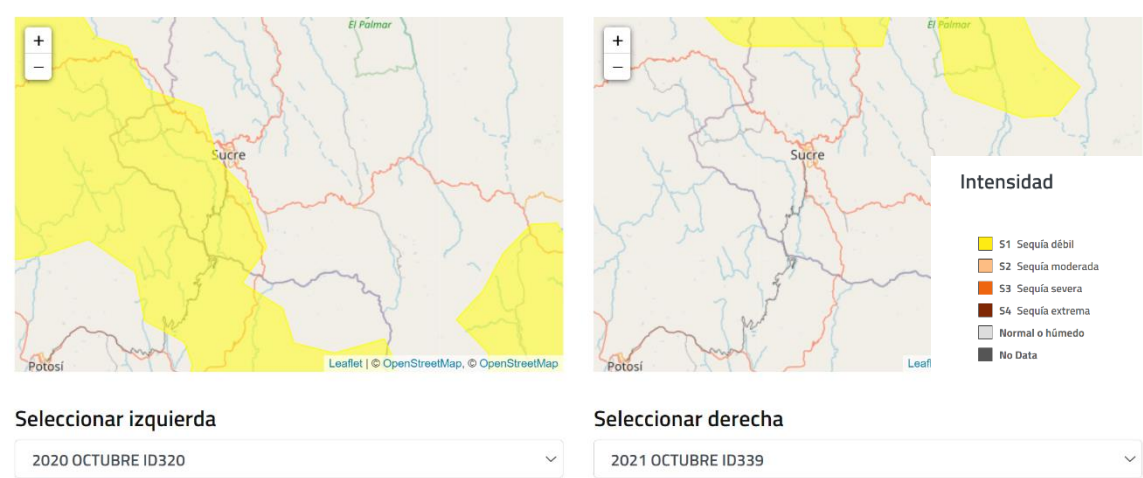 El Palmar
+
−
Sucre
Potosí
Leaflet | © OpenStreetMap, © OpenStreetMap
El Palmar
+
−
Sucre
Potosí
Leafl
Intensidad
S1 Sequía débil
S2 Sequía moderada
S3 Sequía severa
S4 Sequía extrema
Normal o húmedo
No Data
Seleccionar izquierda
2020 OCTUBRE ID320
Seleccionar derecha
2021 OCTUBRE ID339